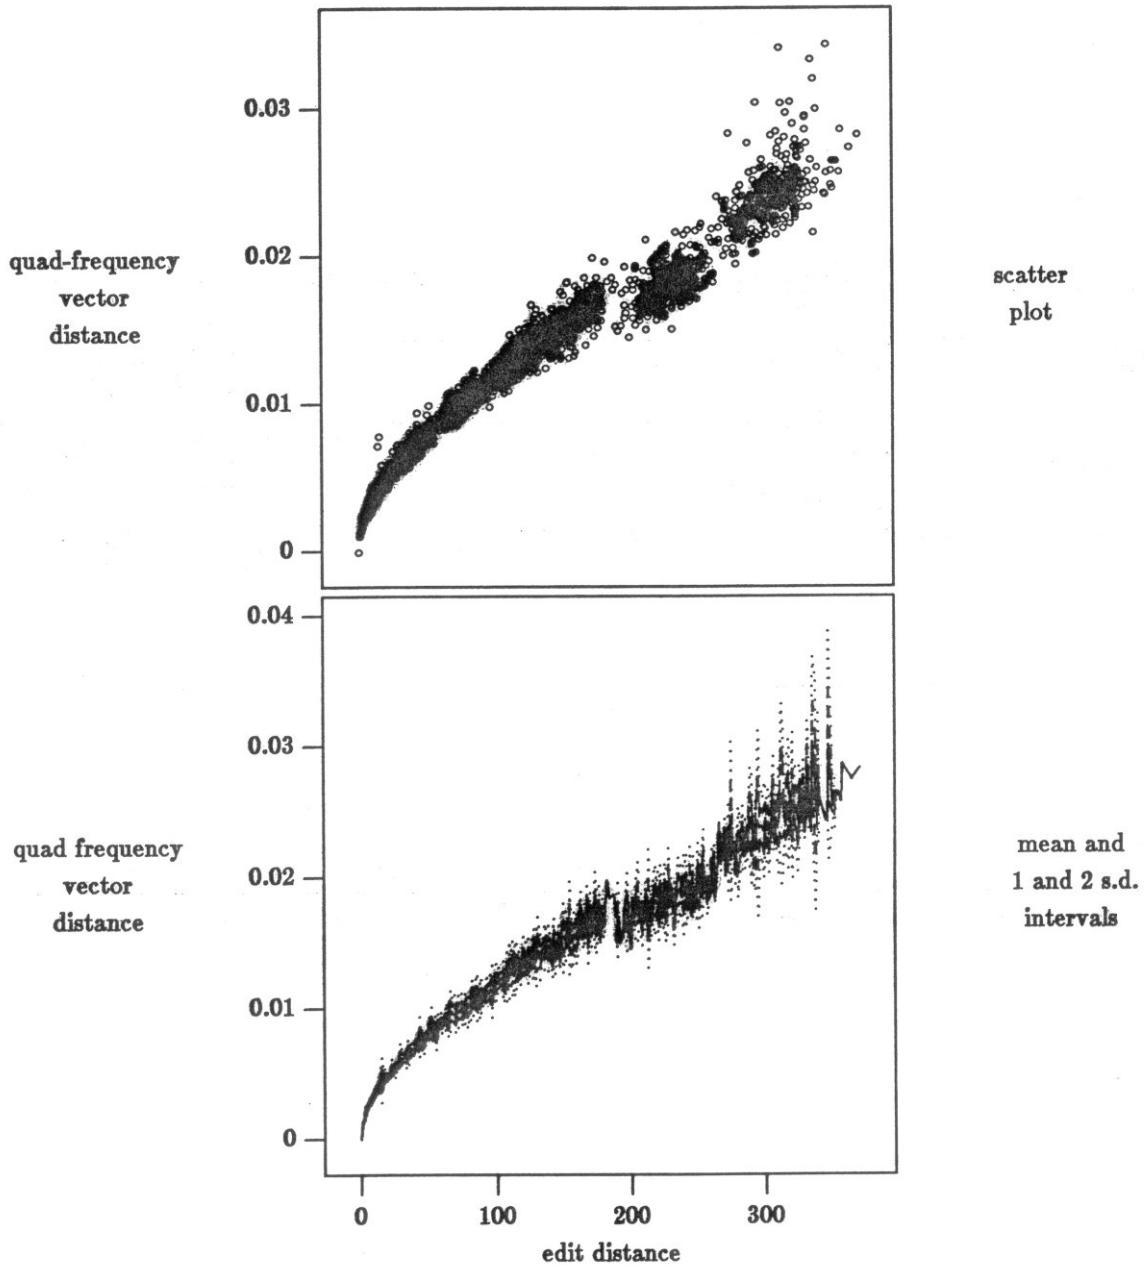 0.03
0.02
0.01
0
quad-frequency
vector
distance
scatter
plot
0.04
0.03
0.02
0.01
0
quad frequency
vector
distance
mean and
1 and 2 s.d.
intervals
0 100 200 300
edit distance